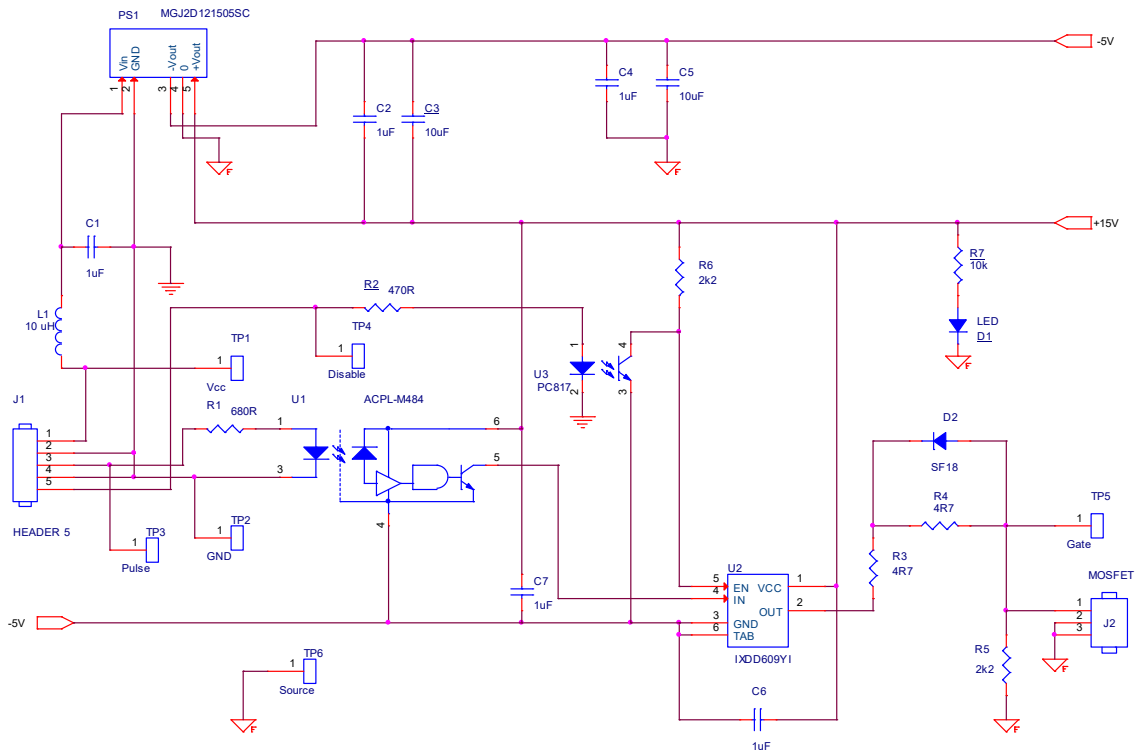 PS1
MGJ2D121505SC
Vin
GND
-Vout
0
+Vout
1
2
3
4
5
-5V
C2
1uF
C3
10uF
C4
1uF
C5
10uF
F
F
+15V
C1
1uF
L1
10 uH
R2
470R
TP4
1
Disable
R6
2k2
R7
10k
LED
D1
F
TP1
1
Vcc
U3
PC817
1
2
4
3
J1
1
2
3
4
5
HEADER 5
R1
680R
U1
ACPL-M484
1
3
6
5
4
TP3
1
Pulse
TP2
1
GND
C7
1uF
D2
SF18
R4
4R7
R3
4R7
TP5
1
Gate
MOSFET
1
2
3
J2
F
U2
5
4
3
6
EN
IN
GND
TAB
VCC
OUT
1
2
IXDD609YI
R5
2k2
F
-5V
TP6
1
Source
F
C6
1uF